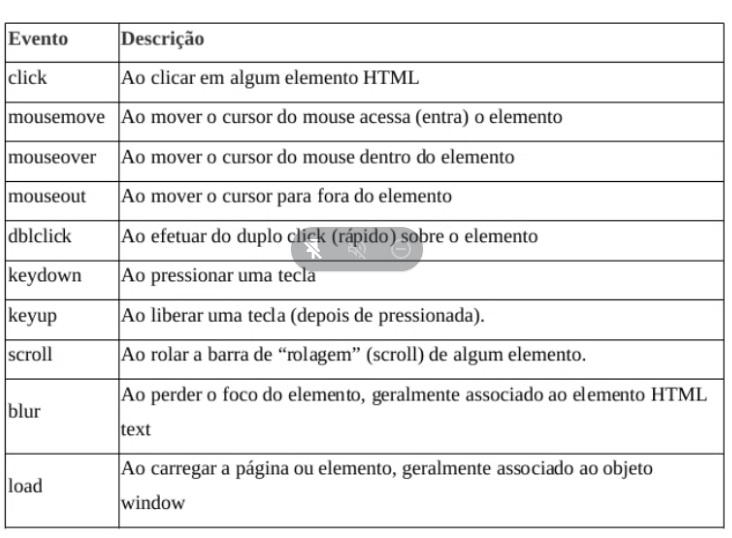 Evento Descrição
click Ao clicar em algum elemento HTML
mousemove Ao mover o cursor do mouse acessa (entra) o elemento
mouseover Ao mover o cursor do mouse dentro do elemento
mouseout Ao mover o cursor para fora do elemento
dblclick Ao efetuar do duplo click (rápido) sobre o elemento
keydown Ao pressionar uma tecla
keyup Ao liberar uma tecla (depois de pressionada).
scroll Ao rolar a barra de “rolagem” (scroll) de algum elemento.
blur Ao perder o foco do elemento, geralmente associado ao elemento HTML
text
load Ao carregar a página ou elemento, geralmente associado ao objeto
window